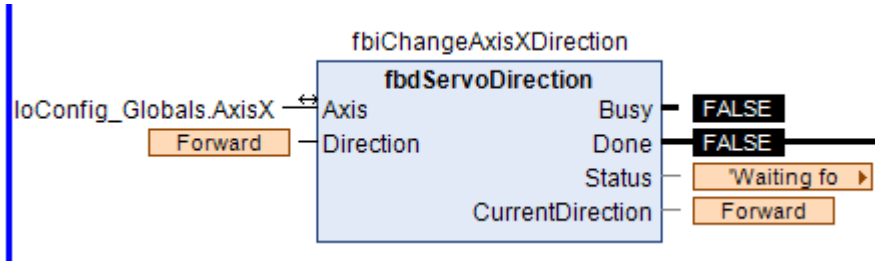 fbiChangeAxisXDirection
fbdServoDirection
IoConfig_Globals.AxisX Axis Busy FALSE
Forward Direction Done FALSE
Status 'Waiting fo
CurrentDirection Forward